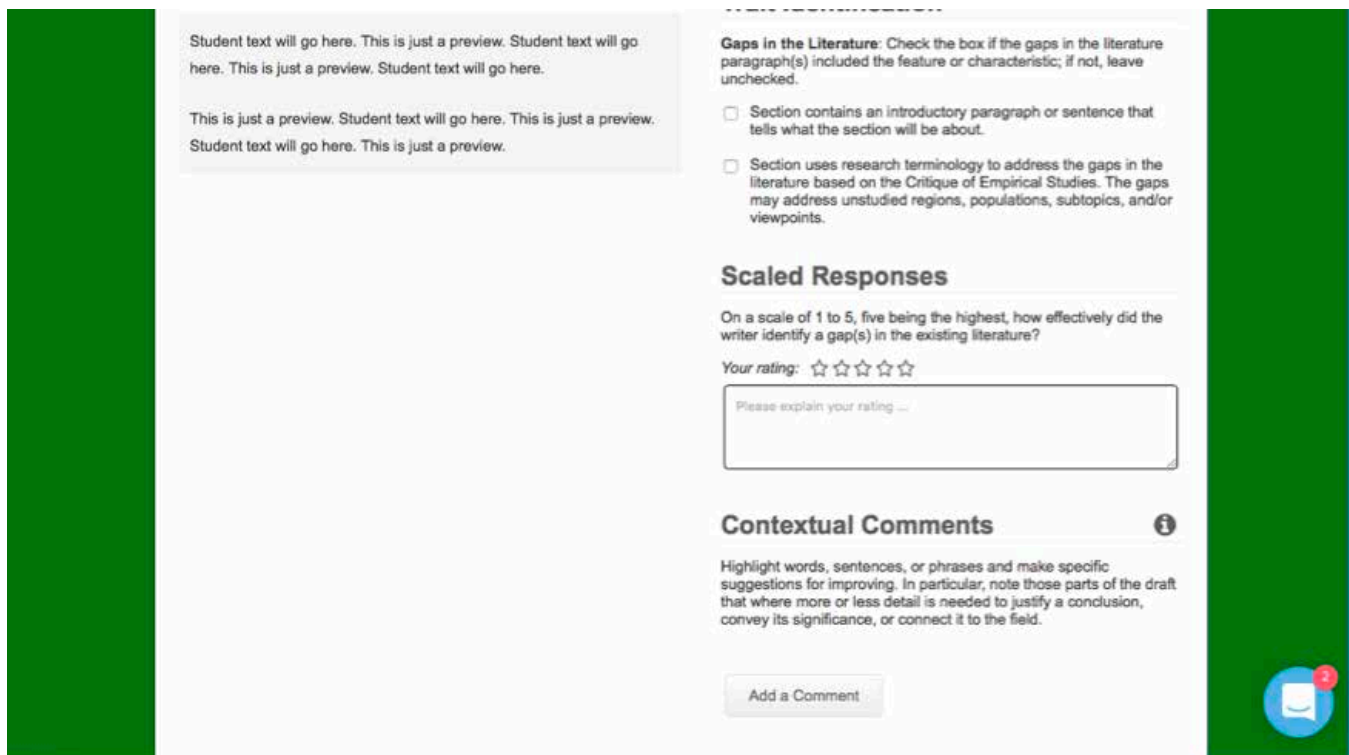 Student text will go here. This is just a preview. Student text will go
here. This is just a preview. Student text will go here.
This is just a preview. Student text will go here. This is just a preview.
Student text will go here. This is just a preview.
Gaps in the Literature: Check the box if the gaps in the literature
paragraph(s) included the feature or characteristic; if not, leave
unchecked.
Section contains an introductory paragraph or sentence that
tells what the section will be about.
Section uses research terminology to address the gaps in the
literature based on the Critique of Empirical Studies. The gaps
may address unstudied regions, populations, subtopics, and/or
viewpoints.
Scaled Responses
On a scale of 1 to 5, five being the highest, how effectively did the
writer identify a gap(s) in the existing literature?
Your rating:
Please explain your rating ...
Contextual Comments
Highlight words, sentences, or phrases and make specific
suggestions for improving. In particular, note those parts of the draft
that where more or less detail is needed to justify a conclusion,
convey its significance, or connect it to the field.
Add a Comment
2